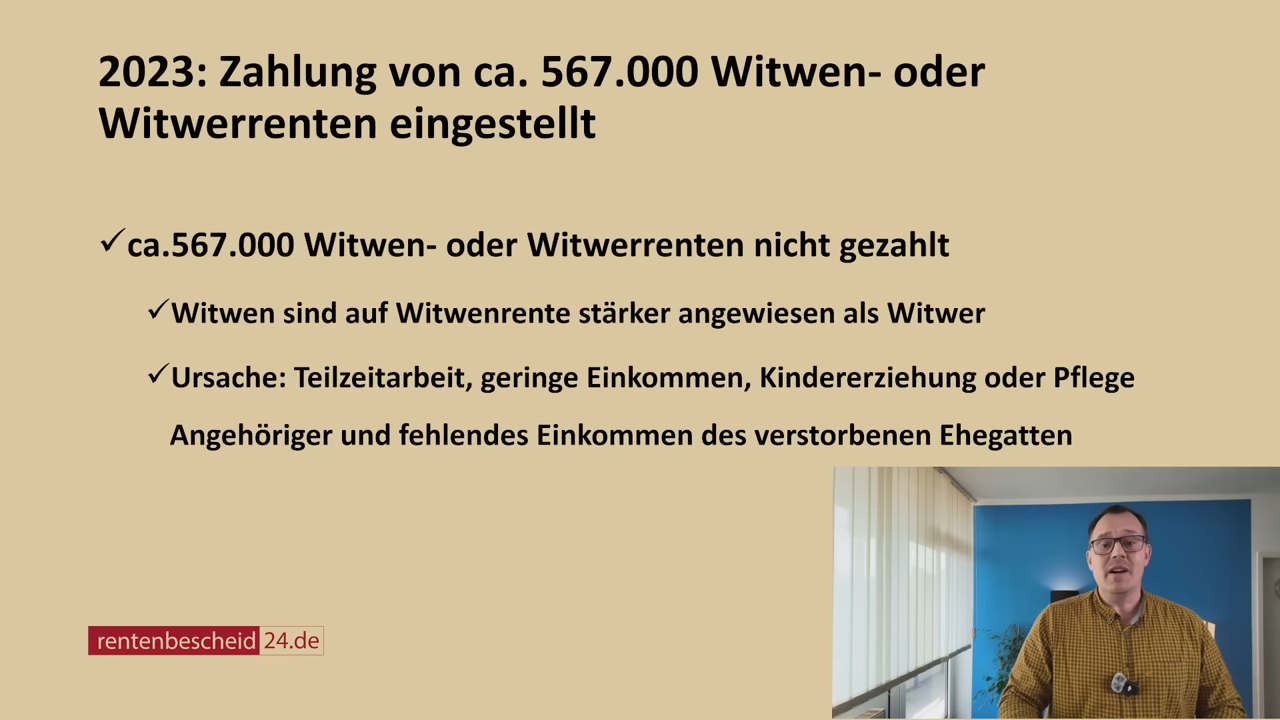 2023: Zahlung von ca. 567.000 Witwen- oder
Witwerrenten eingestellt
✓ca.567.000 Witwen- oder Witwerrenten nicht gezahlt
✓Witwen sind auf Witwenrente stärker angewiesen als Witwer
✓Ursache: Teilzeitarbeit, geringe Einkommen, Kindererziehung oder Pflege
Angehöriger und fehlendes Einkommen des verstorbenen Ehegatten
rentenbescheid 24.de